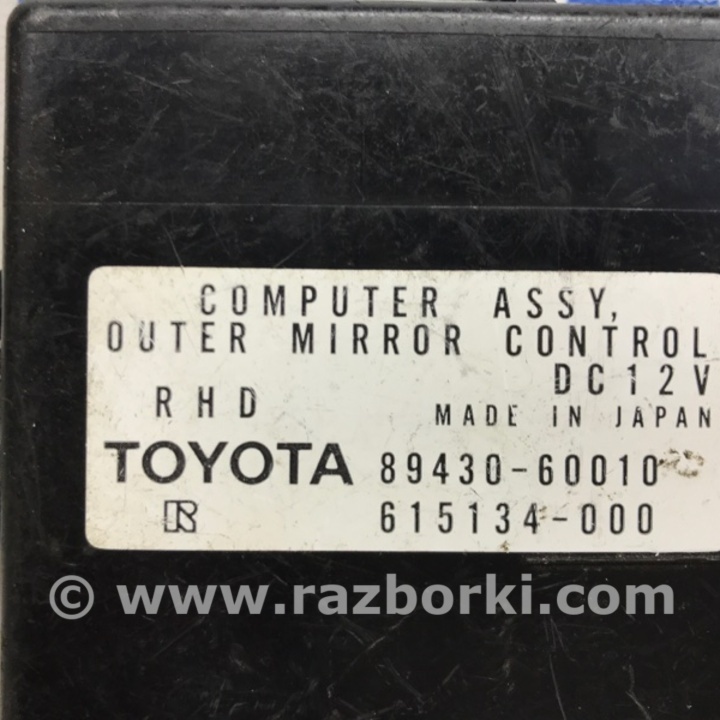 COMPUTER ASSY,
OUTER MIRROR CONTROL
DC12V
RHD
MADE IN JAPAN
TOYOTA 89430-60010
R 615134-000
© www.razborki.com